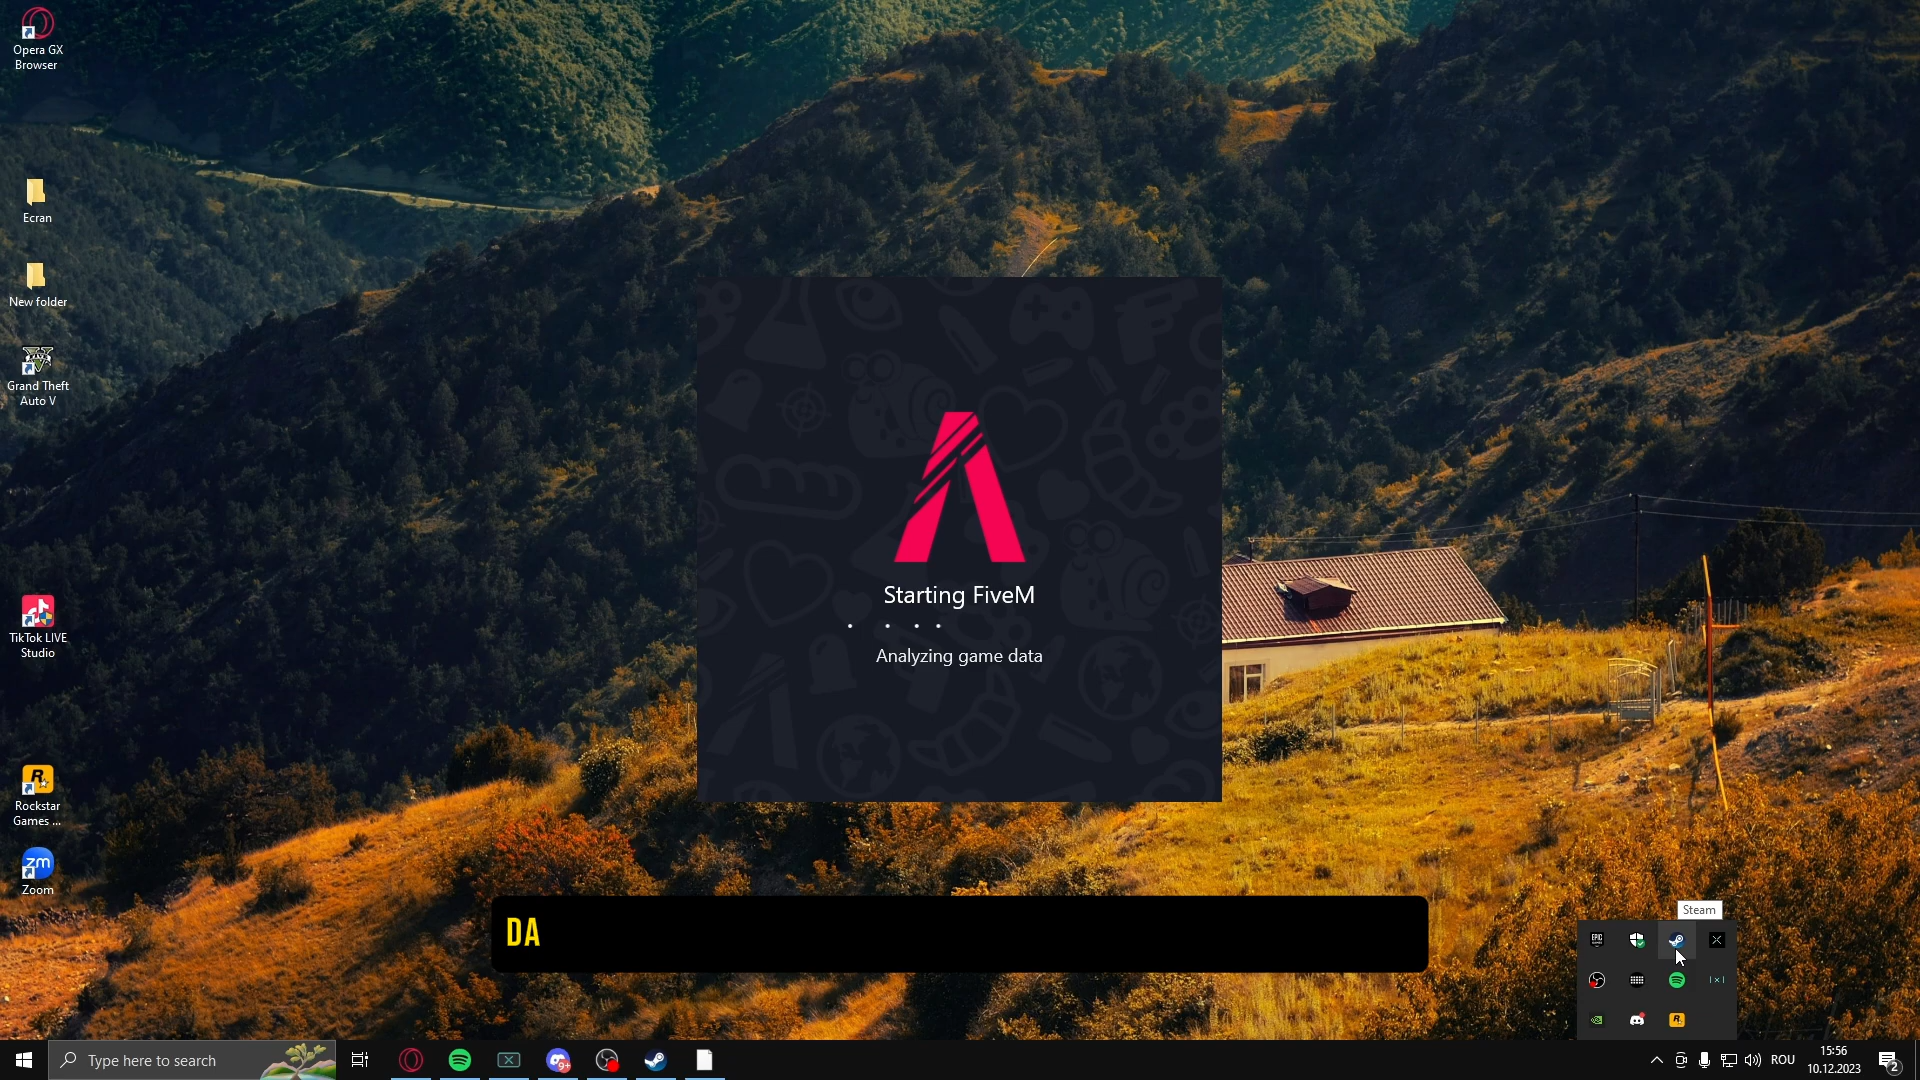 Opera GX
Browser
Ecran
New folder
Grand Theft
Auto V
TikTok LIVE
Studio
Rockstar
Games ...
Zoom
Starting FiveM
Analyzing game data
DA
Steam
Type here to search
9+
ROU
15:56
10.12.2023
2